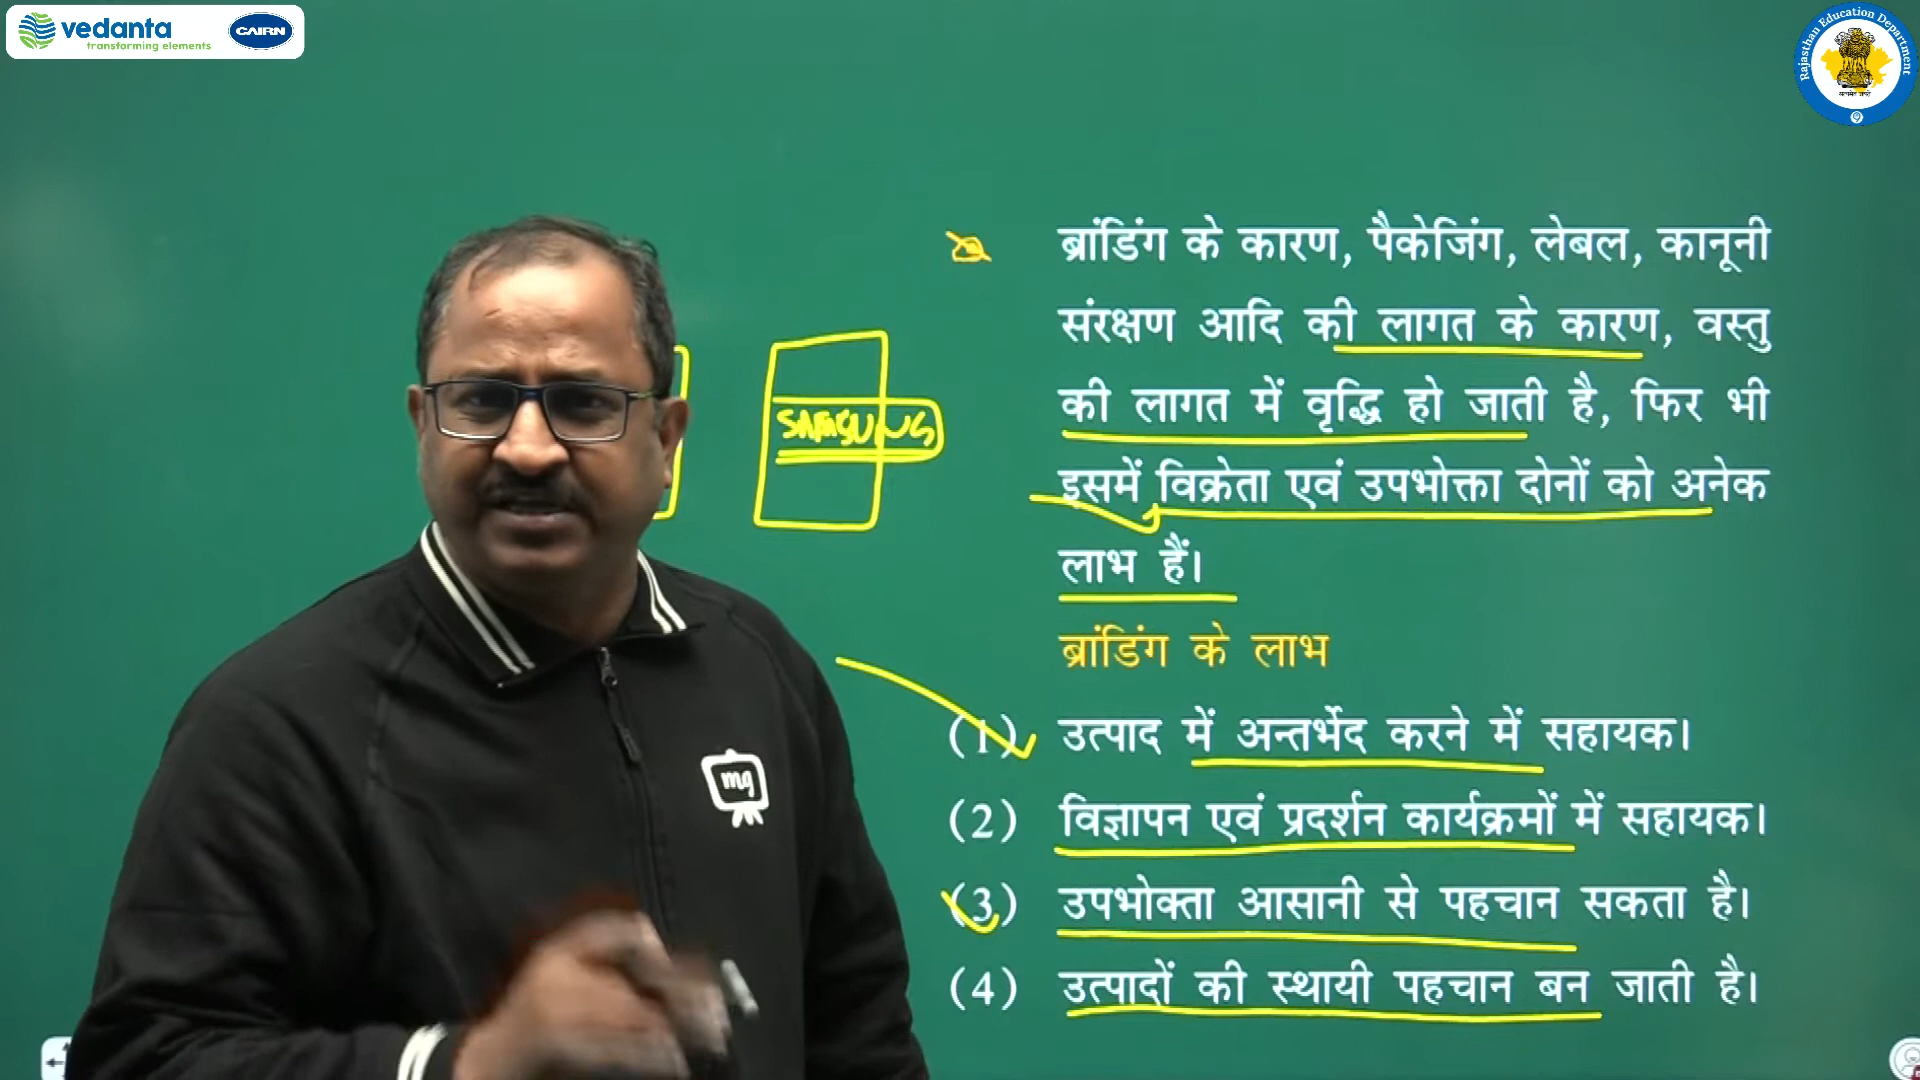 vedanta
transforming elements
CAIRN
Rajasthan Education Department
ब्रांडिंग के कारण, पैकेजिंग, लेबल, कानूनी
संरक्षण आदि की लागत के कारण, वस्तु
की लागत में वृद्धि हो जाती है, फिर भी
इसमें विक्रेता एवं उपभोक्ता दोनों को अनेक
लाभ हैं।
SAMSUNG
ब्रांडिंग के लाभ
(1) उत्पाद में अन्तर्भेद करने में सहायक।
(2) विज्ञापन एवं प्रदर्शन कार्यक्रमों में सहायक।
(3) उपभोक्ता आसानी से पहचान सकता है।
(4) उत्पादों की स्थायी पहचान बन जाती है।
mg